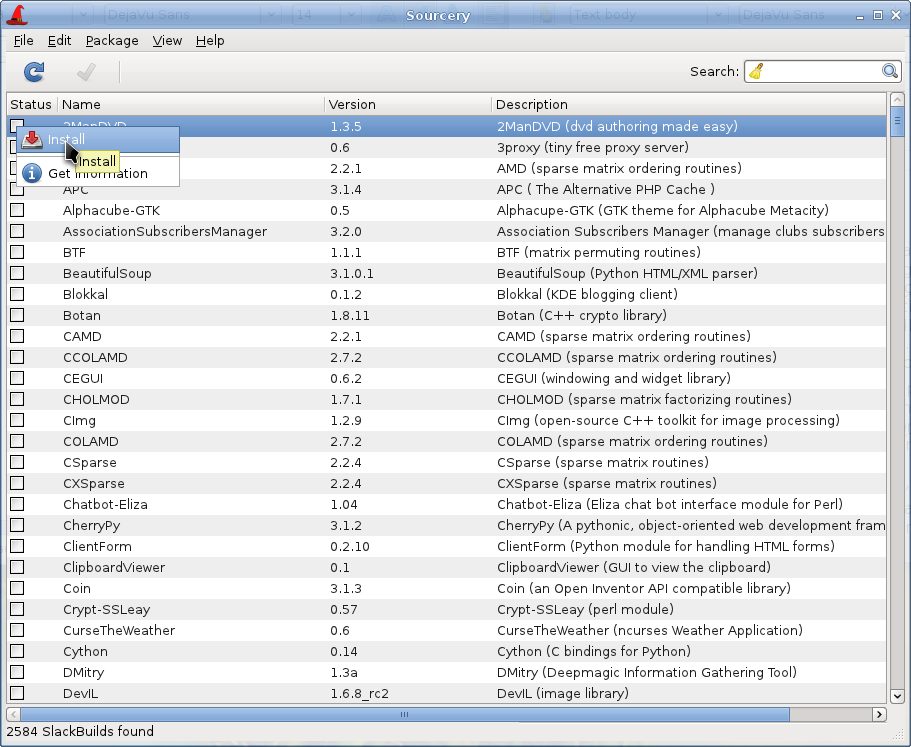 DejaVu Sans 14 Sourcery Text body DejaVu Sans
File Edit Package View Help
Search:
Status Name Version Description
2ManDVD 1.3.5 2ManDVD (dvd authoring made easy)
Install
0.6 3proxy (tiny free proxy server)
Install
2.2.1 AMD (sparse matrix ordering routines)
Get Information
APC 3.1.4 APC ( The Alternative PHP Cache )
Alphacube-GTK 0.5 Alphacupe-GTK (GTK theme for Alphacube Metacity)
AssociationSubscribersManager 3.2.0 Association Subscribers Manager (manage clubs subscribers
BTF 1.1.1 BTF (matrix permuting routines)
BeautifulSoup 3.1.0.1 BeautifulSoup (Python HTML/XML parser)
Blokkal 0.1.2 Blokkal (KDE blogging client)
Botan 1.8.11 Botan (C++ crypto library)
CAMD 2.2.1 CAMD (sparse matrix ordering routines)
CCOLAMD 2.7.2 CCOLAMD (sparse matrix ordering routines)
CEGUI 0.6.2 CEGUI (windowing and widget library)
CHOLMOD 1.7.1 CHOLMOD (sparse matrix factorizing routines)
CImg 1.2.9 CImg (open-source C++ toolkit for image processing)
COLAMD 2.7.2 COLAMD (sparse matrix ordering routines)
CSparse 2.2.4 CSparse (sparse matrix routines)
CXSparse 2.2.4 CXSparse (sparse matrix routines)
Chatbot-Eliza 1.04 Chatbot-Eliza (Eliza chat bot interface module for Perl)
CherryPy 3.1.2 CherryPy (A pythonic, object-oriented web development fram
ClientForm 0.2.10 ClientForm (Python module for handling HTML forms)
ClipboardViewer 0.1 ClipboardViewer (GUI to view the clipboard)
Coin 3.1.3 Coin (an Open Inventor API compatible library)
Crypt-SSLeay 0.57 Crypt-SSLeay (perl module)
CurseTheWeather 0.6 CurseTheWeather (ncurses Weather Application)
Cython 0.14 Cython (C bindings for Python)
DMitry 1.3a DMitry (Deepmagic Information Gathering Tool)
DevIL 1.6.8_rc2 DevIL (image library)
2584 SlackBuilds found